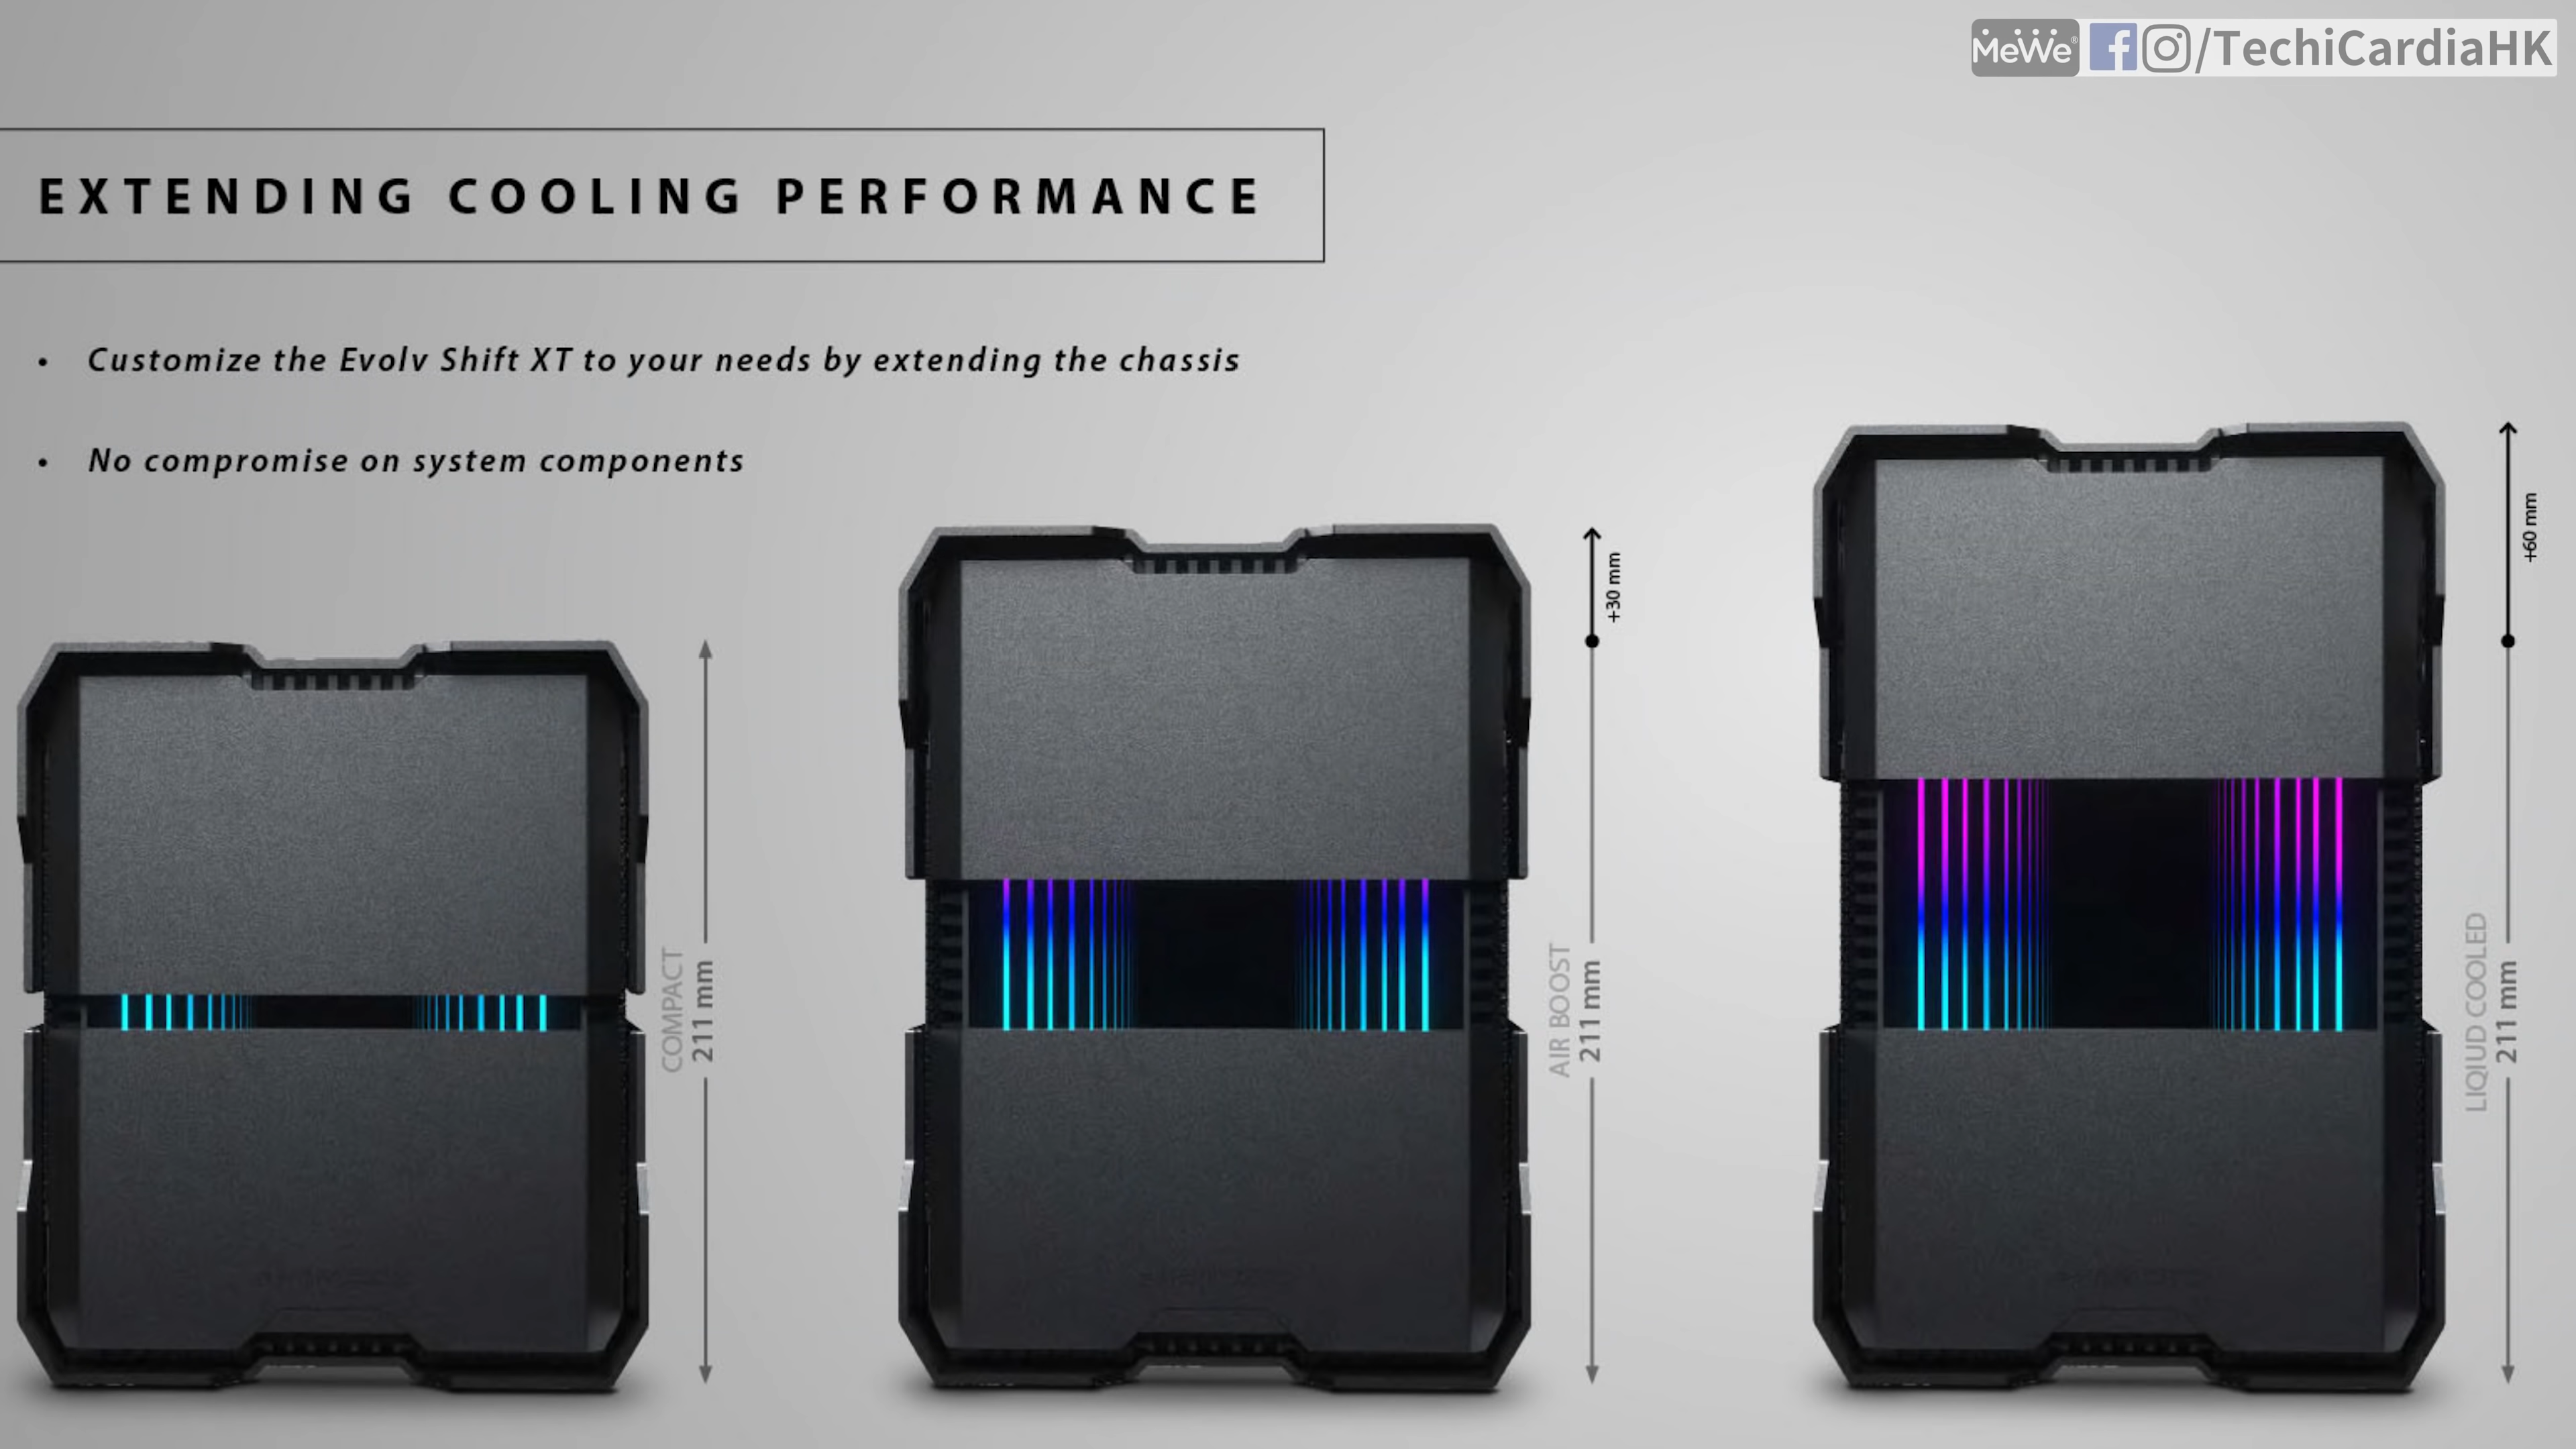 MeWe® f /TechiCardiaHK
EXTENDING COOLING PERFORMANCE
• Customize the Evolv Shift XT to your needs by extending the chassis
• No compromise on system components
COMPACT
211 mm
+30 mm
AIR BOOST
211 mm
+60 mm
LIQIUD COOLED
211 mm